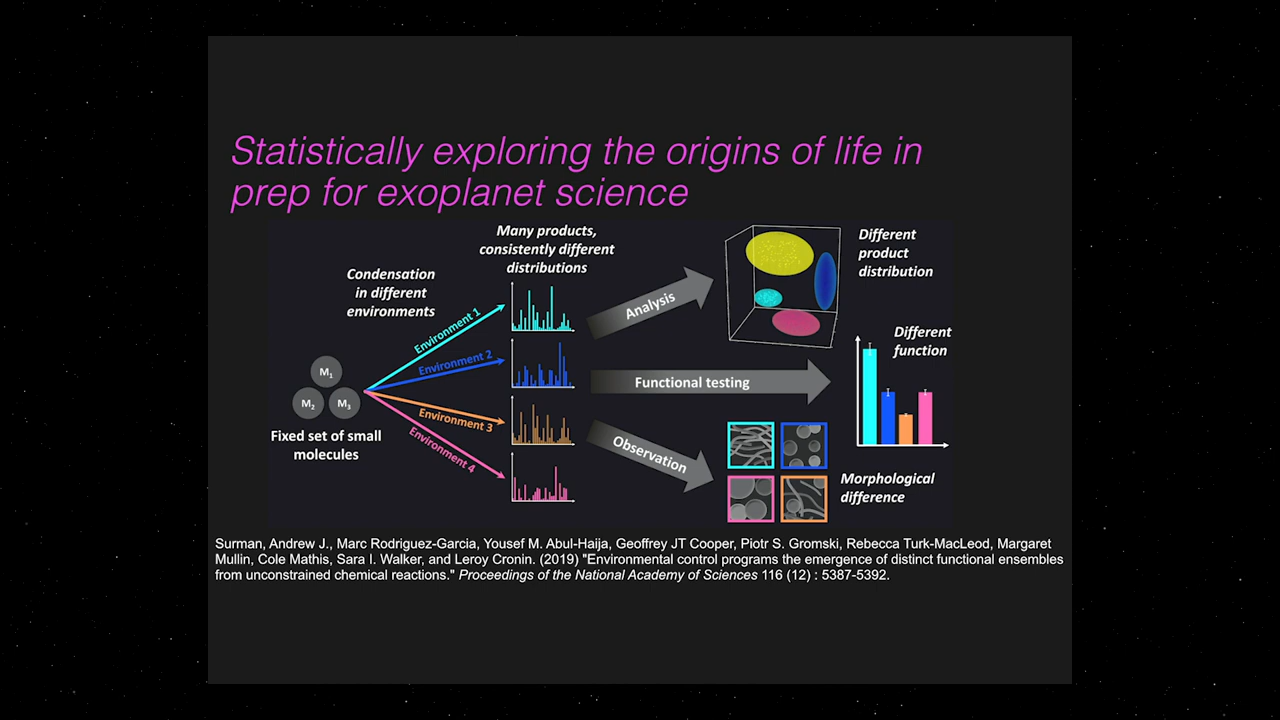 Statistically exploring the origins of life in
prep for exoplanet science
Many products,
consistently different
distributions
Condensation
in different
environments
Environment 1
Environment 2
Environment 3
Environment 4
M1
M2
M3
Fixed set of small
molecules
Analysis
Functional testing
Observation
Different
product
distribution
Different
function
Morphological
difference
Surman, Andrew J., Marc Rodriguez-Garcia, Yousef M. Abul-Haija, Geoffrey JT Cooper, Piotr S. Gromski, Rebecca Turk-MacLeod, Margaret
Mullin, Cole Mathis, Sara I. Walker, and Leroy Cronin. (2019) "Environmental control programs the emergence of distinct functional ensembles
from unconstrained chemical reactions." Proceedings of the National Academy of Sciences 116 (12) : 5387-5392.